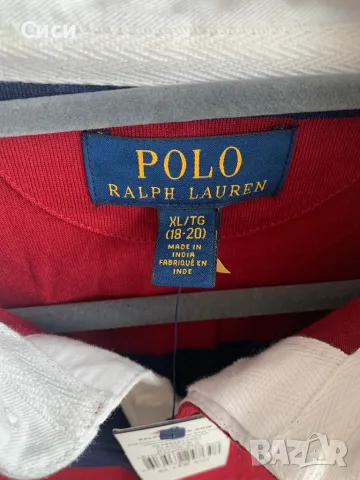 Сиси
POLO
RALPH LAUREN
XL/TG
(18-20)
MADE IN
INDIA
FABRIQUÉ EN
INDE
BAZAR